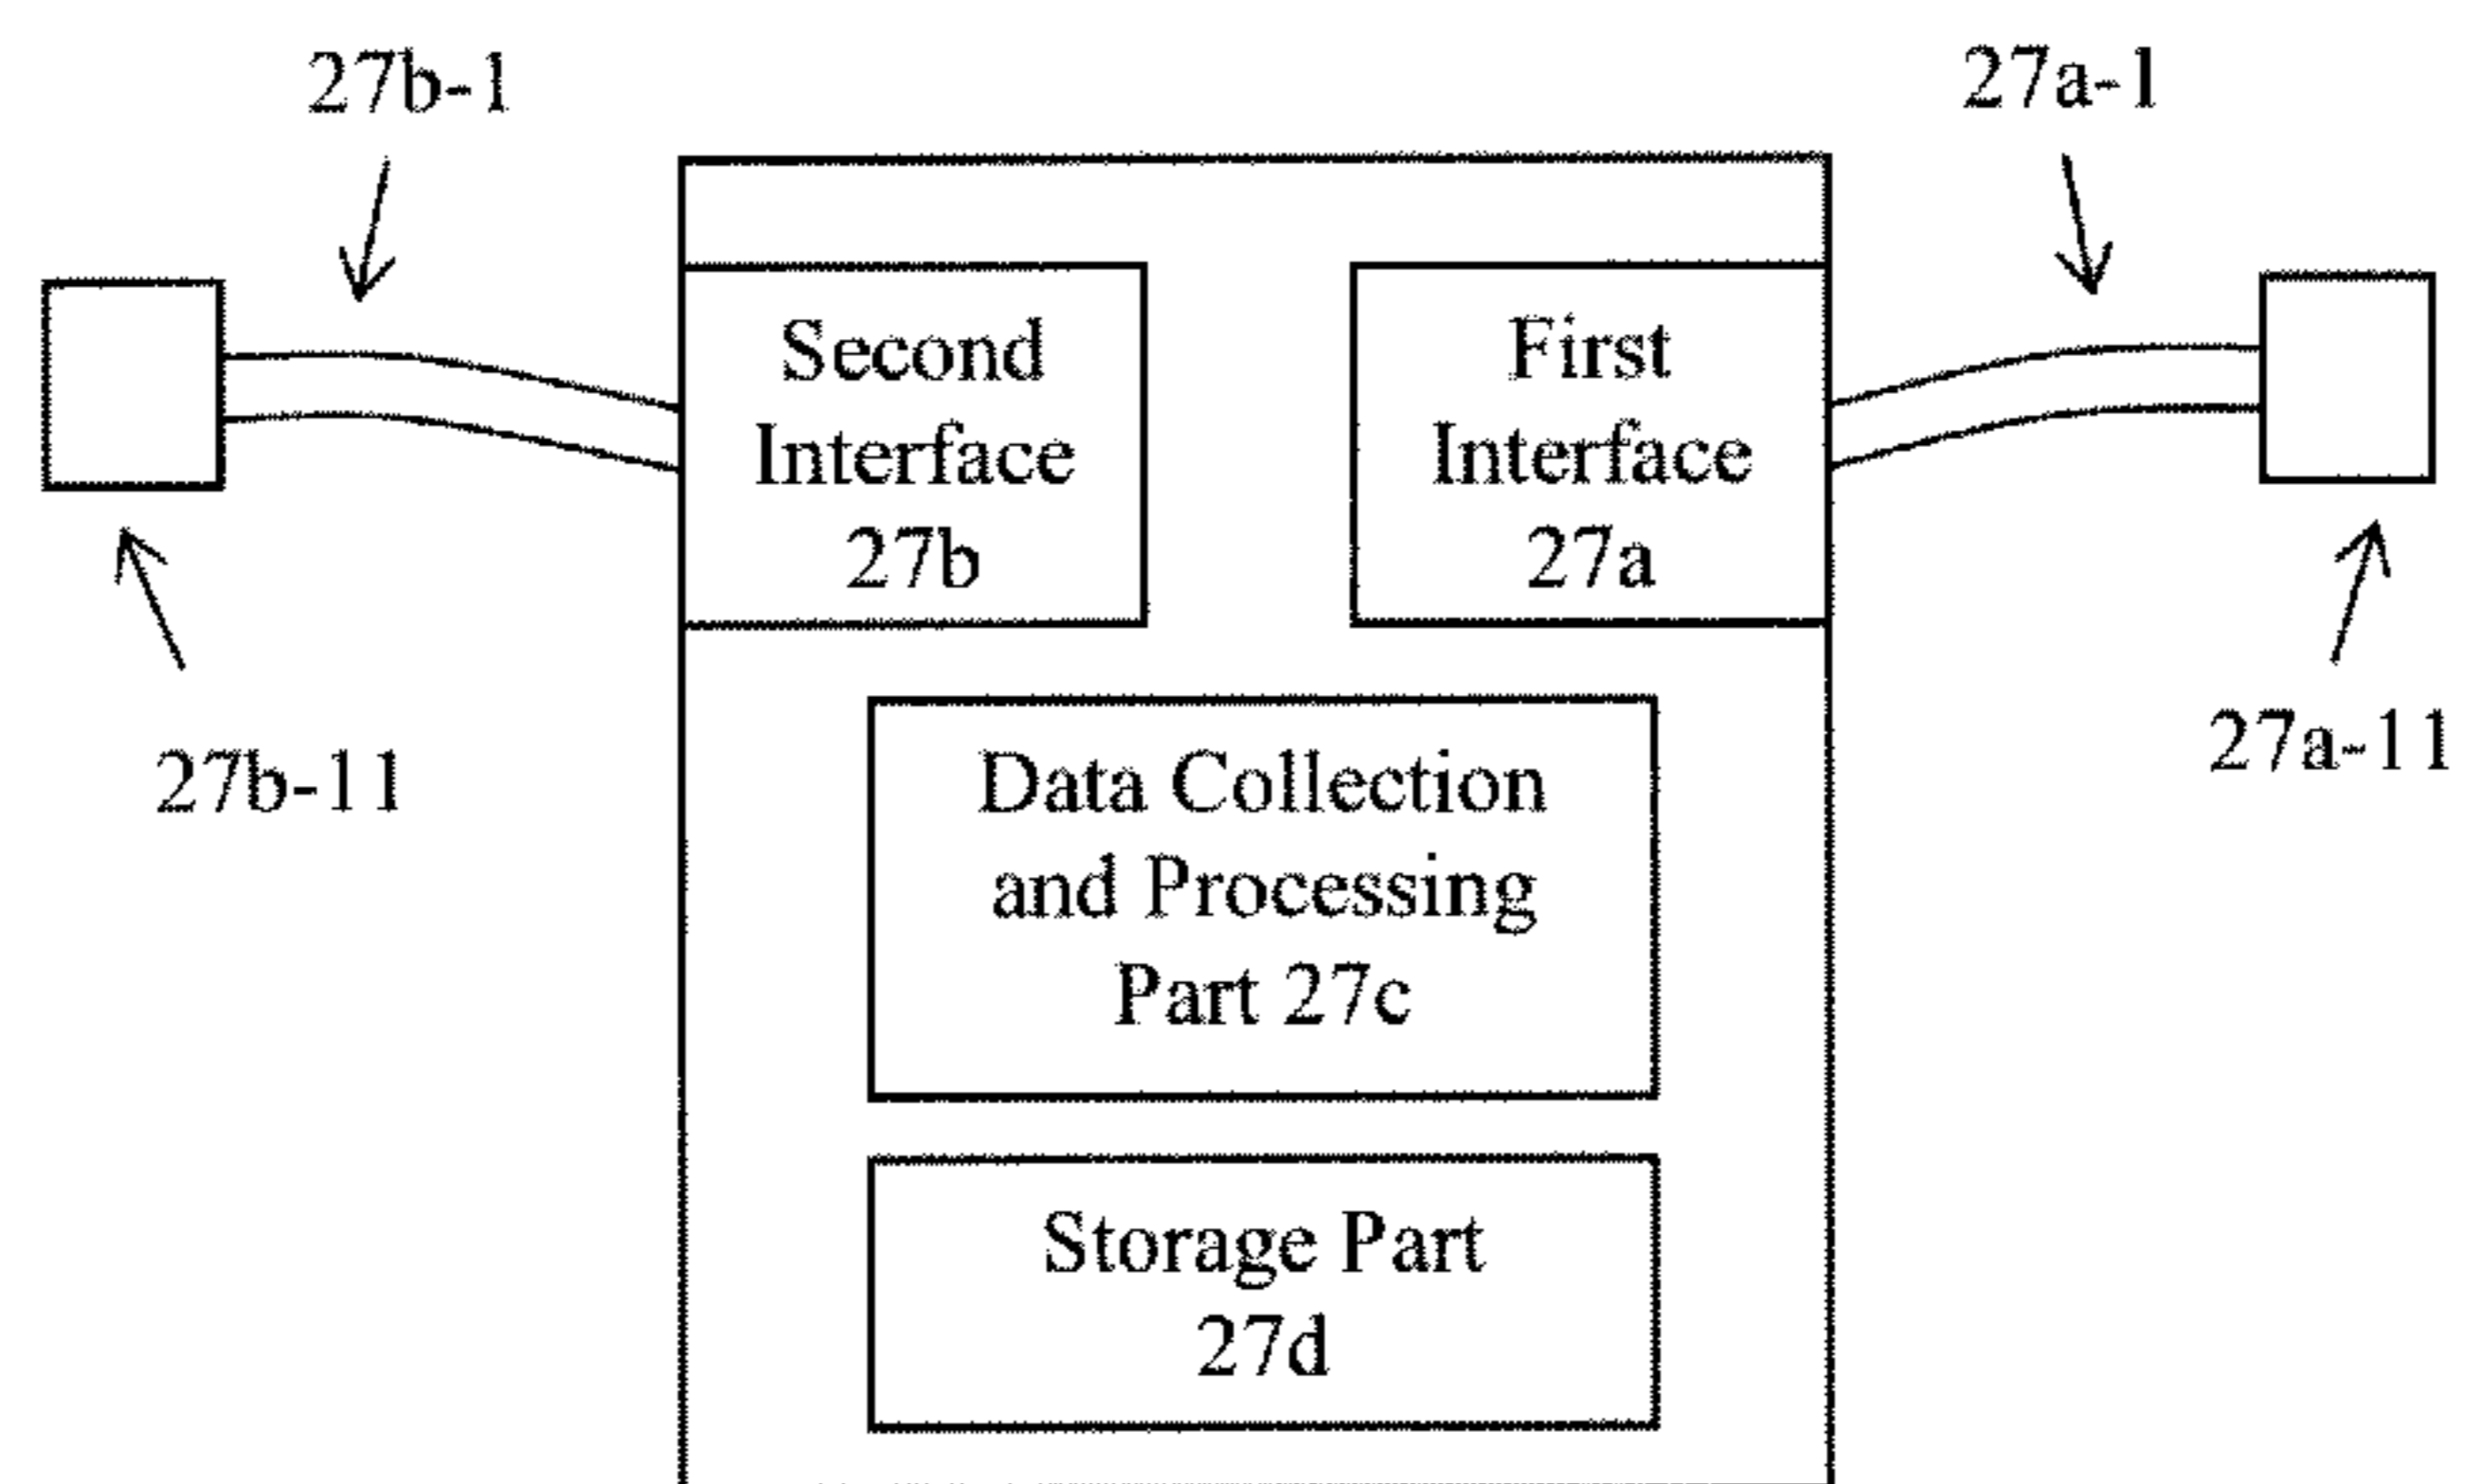 27b-1
27a-1
Second
Interface
27b
First
Interface
27a
27b-11
27a-11
Data Collection
and Processing
Part 27c
Storage Part
27d